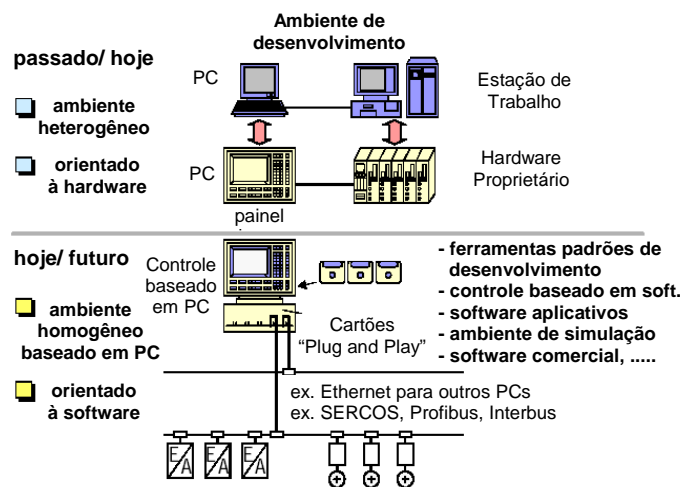 Ambiente de
desenvolvimento
passado/ hoje
PC
Estação de
Trabalho
ambiente
heterogêneo
orientado
à hardware
PC
Hardware
Proprietário
painel
hoje/ futuro
Controle
baseado
em PC
- ferramentas padrões de
desenvolvimento
- controle baseado em soft.
- software aplicativos
- ambiente de simulação
- software comercial, .....
ambiente
homogêneo
baseado em PC
Cartões
“Plug and Play”
orientado
à software
ex. Ethernet para outros PCs
ex. SERCOS, Profibus, Interbus
E/A
E/A
E/A